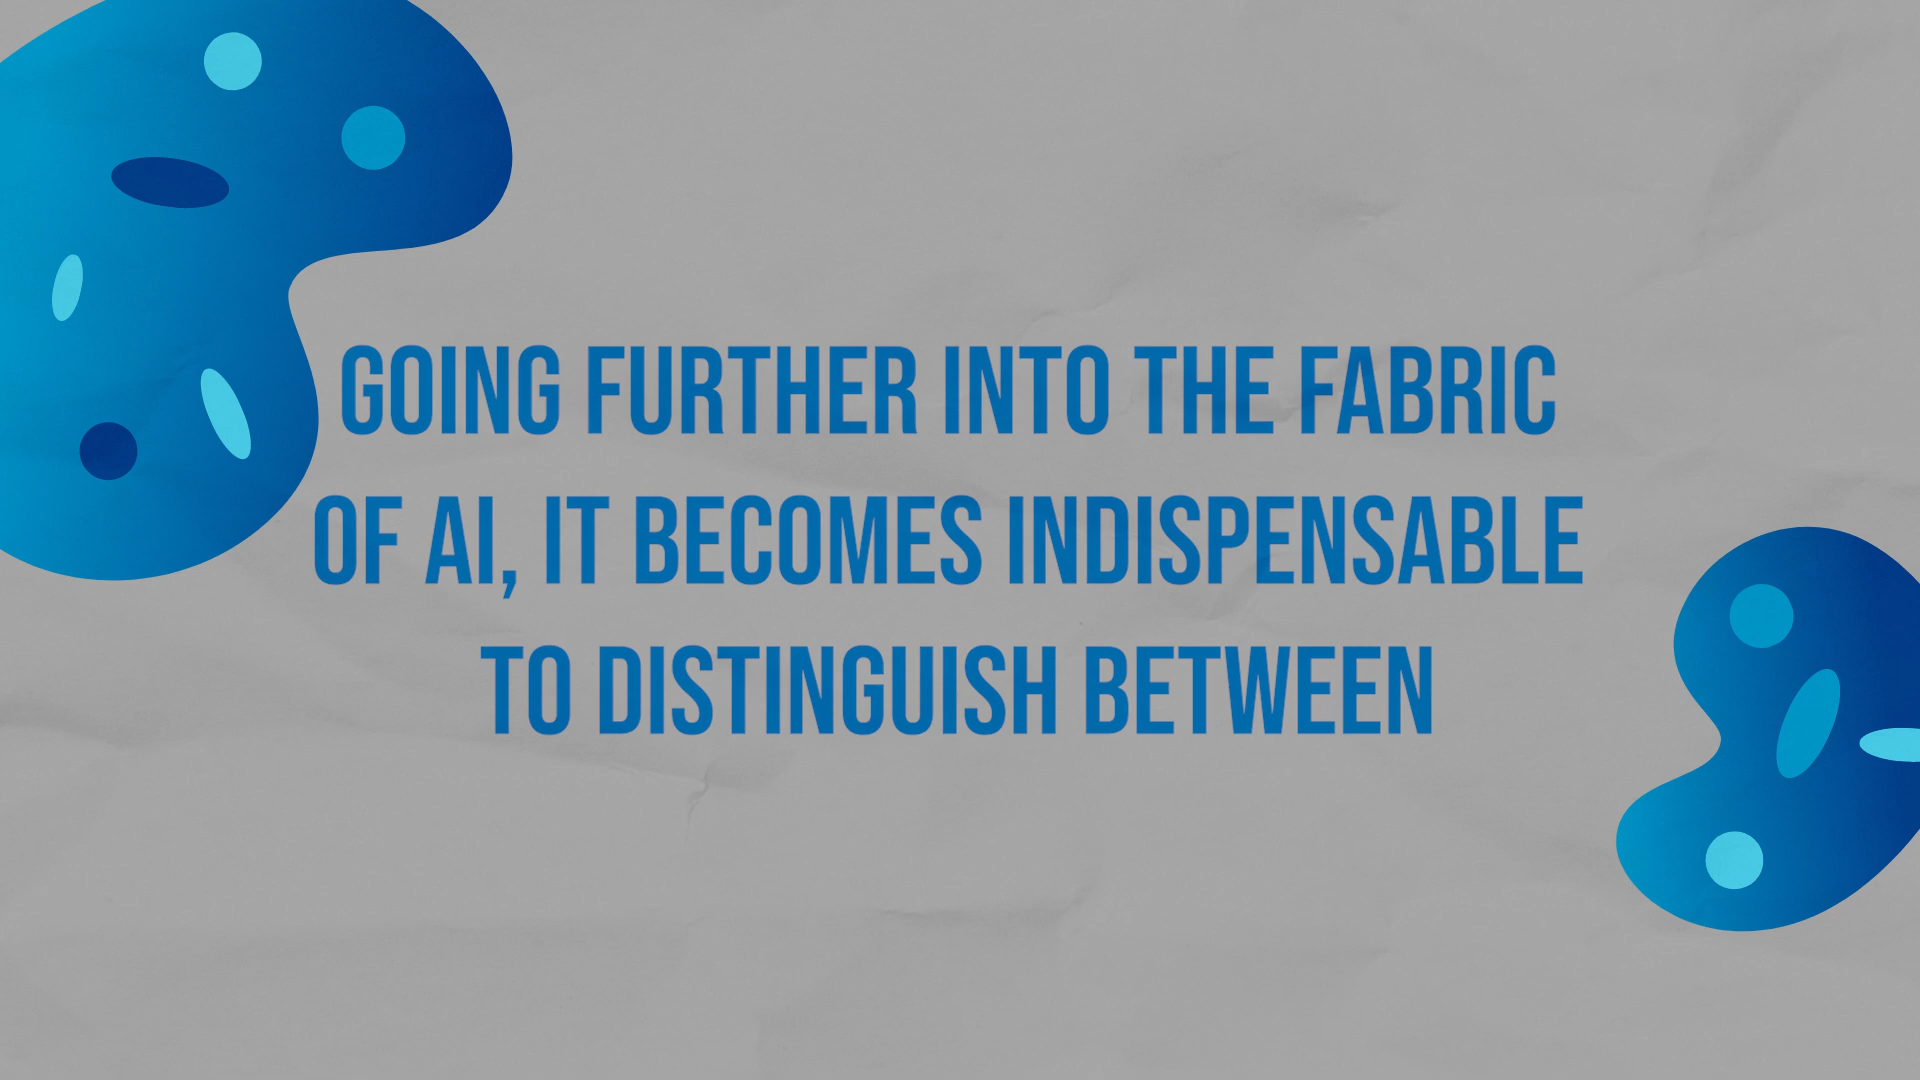 GOING FURTHER INTO THE FABRIC
OF AI, IT BECOMES INDISPENSABLE
TO DISTINGUISH BETWEEN